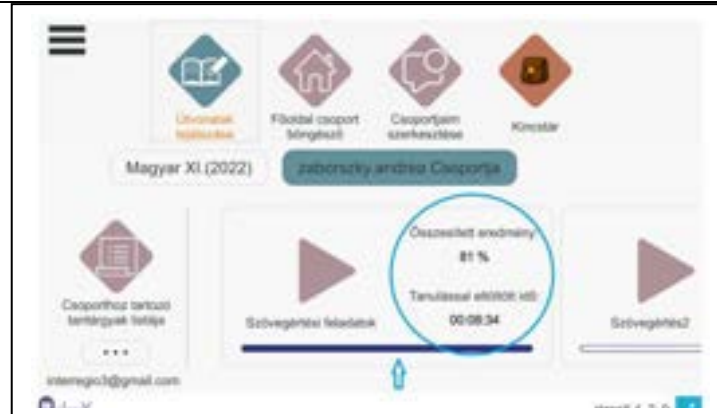 Útvonalak
lejátszása
Főoldal csoport
böngésző
Csoportjaim
szerkesztése
Kincstár
Magyar XI.(2022)
zaborszky.andrea Csoportja
Összesített eredmény:
81 %
Tanulással eltöltött idő:
00:08:34
Csoporthoz tartozó
tantárgyak listája
Szövegértési feladatok
Szövegértés2
...
interregio3@gmail.com